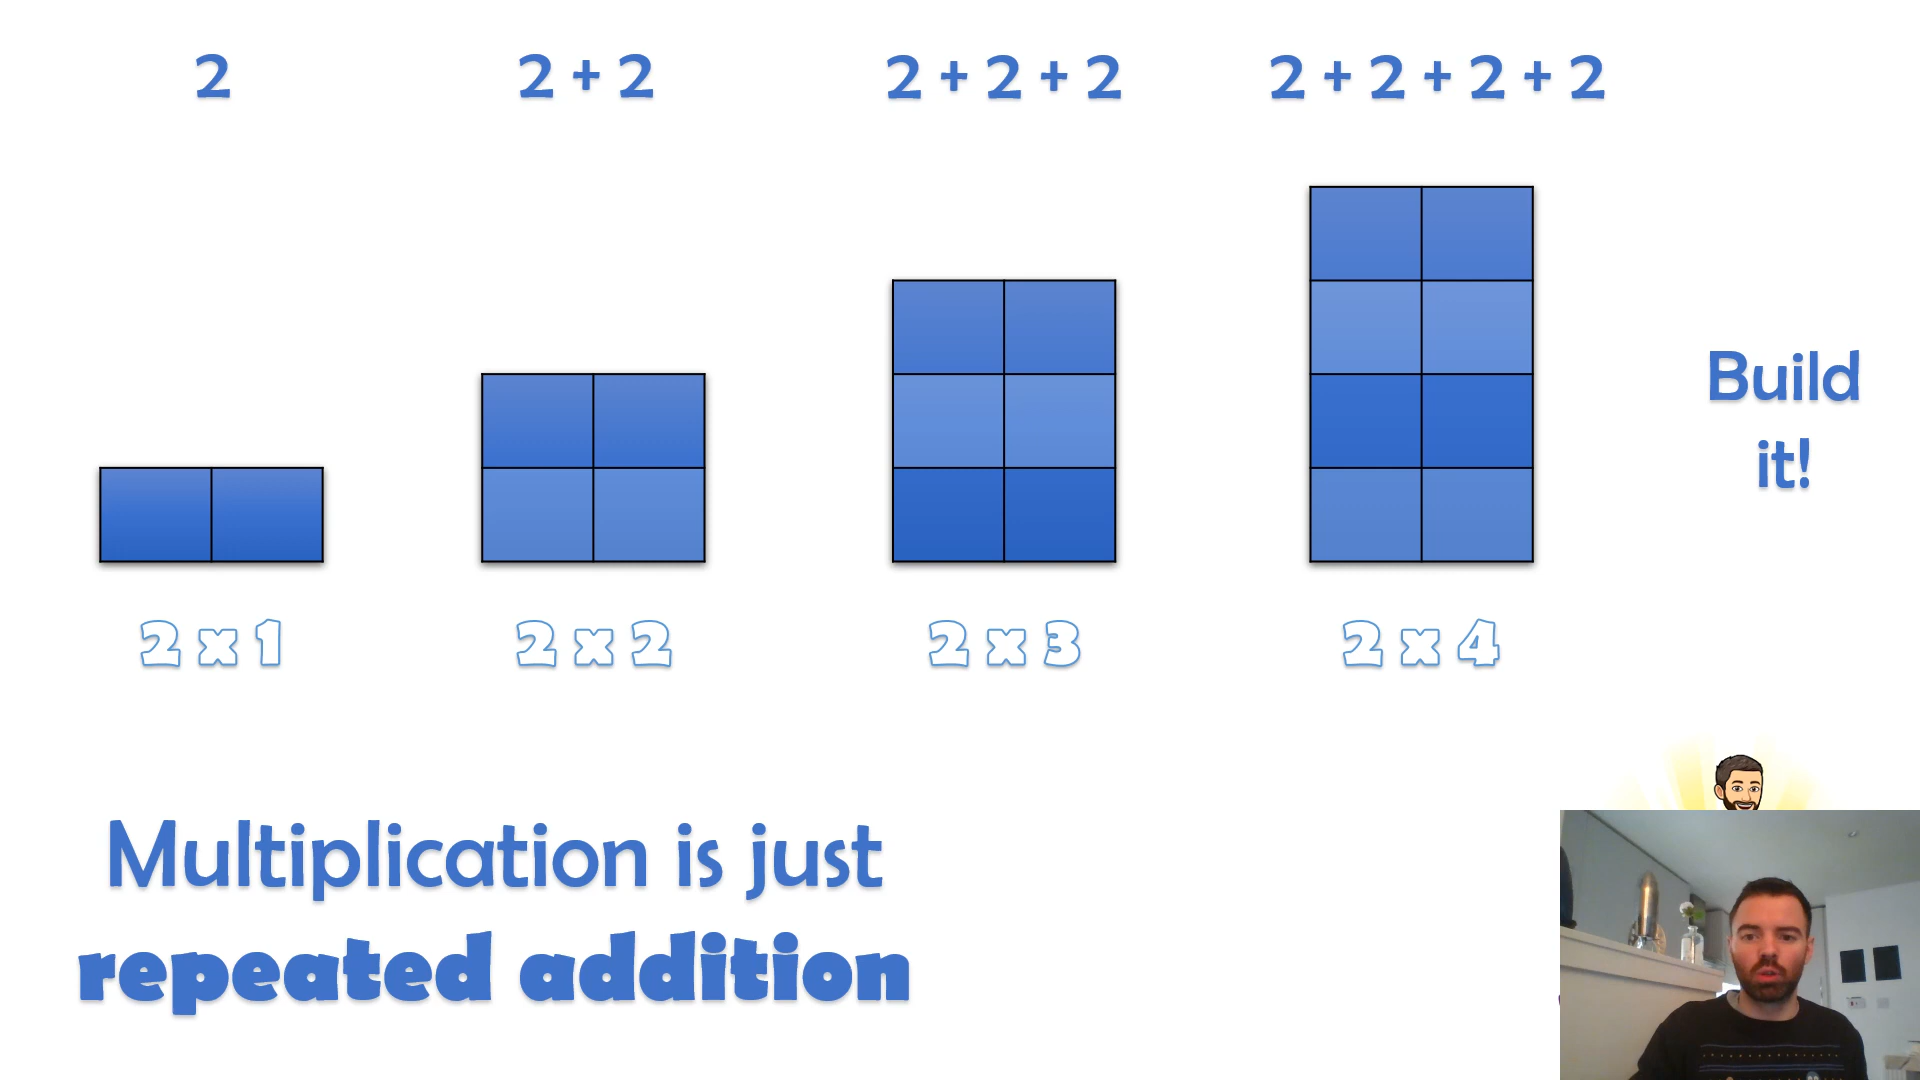 2
2 + 2
2 + 2 + 2
2 + 2 + 2 + 2
Build
it!
2 x 1
2 x 2
2 x 3
2 x 4
Multiplication is just
repeated addition